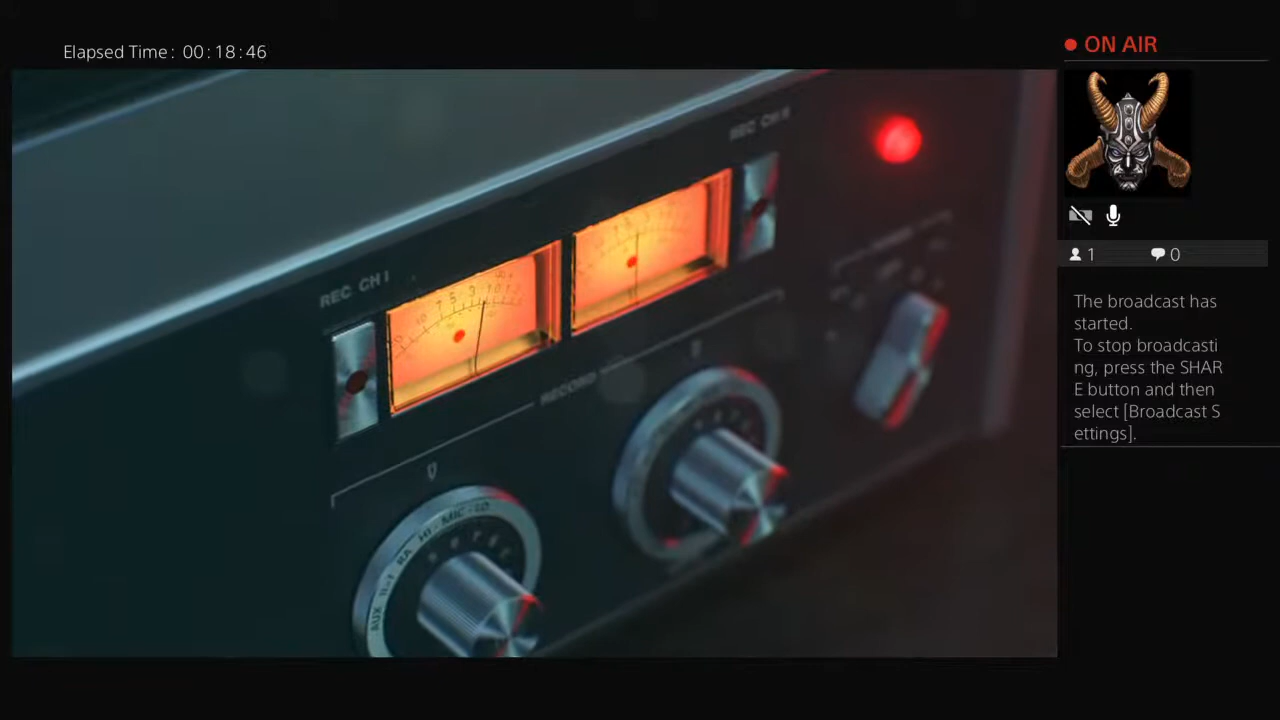 Elapsed Time: 00:18:46
ON AIR
1
0
The broadcast has
started.
To stop broadcasti
ng, press the SHAR
E button and then
select [Broadcast S
ettings].
REC CH I
REC CH II
RECORD